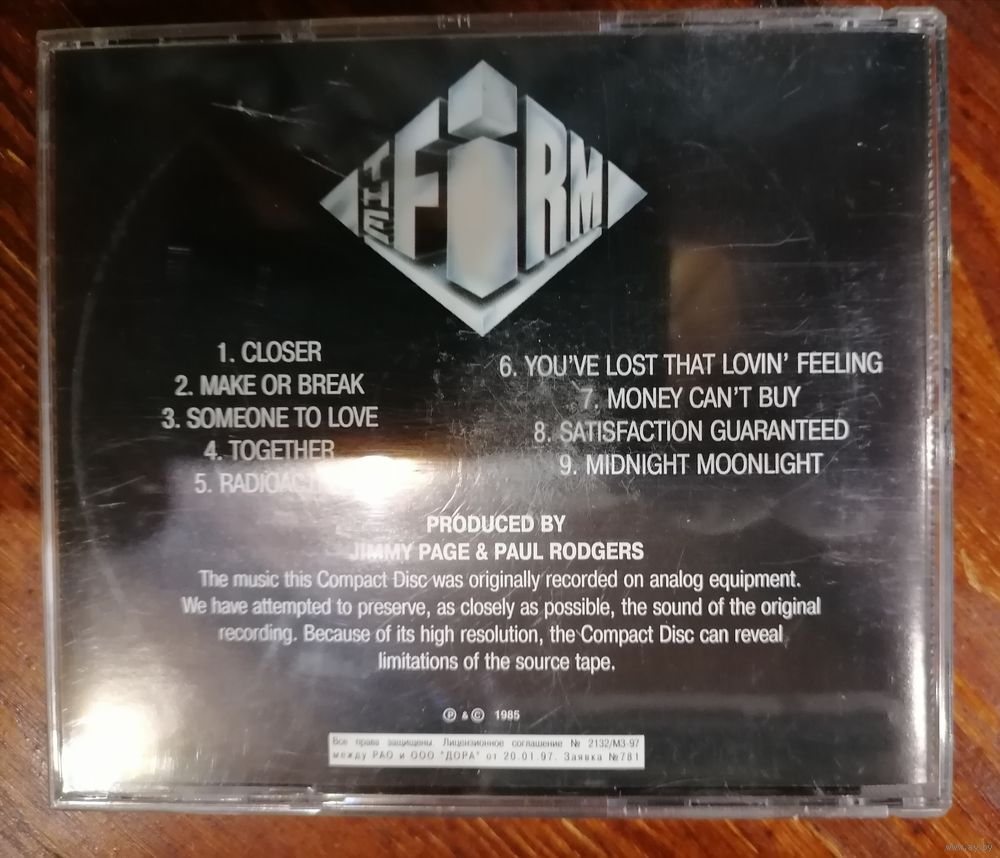 THE FiRM
1. CLOSER
2. MAKE OR BREAK
3. SOMEONE TO LOVE
4. TOGETHER
5.
6. YOU'VE LOST THAT LOVIN' FEELING
7. MONEY CAN'T BUY
8. SATISFACTION GUARANTEED
9. MIDNIGHT MOONLIGHT
PRODUCED BY
JIMMY PAGE & PAUL RODGERS
The music this Compact Disc was originally recorded on analog equipment.
We have attempted to preserve, as closely as possible, the sound of the original
recording. Because of its high resolution, the Compact Disc can reveal
limitations of the source tape.
℗ & © 1985
Все права защищены. Лицензионное соглашение № 2132/МЗ-97
между РАО и ООО "ДОРА" от 20.01.97. Заявка №781
www.ay.by